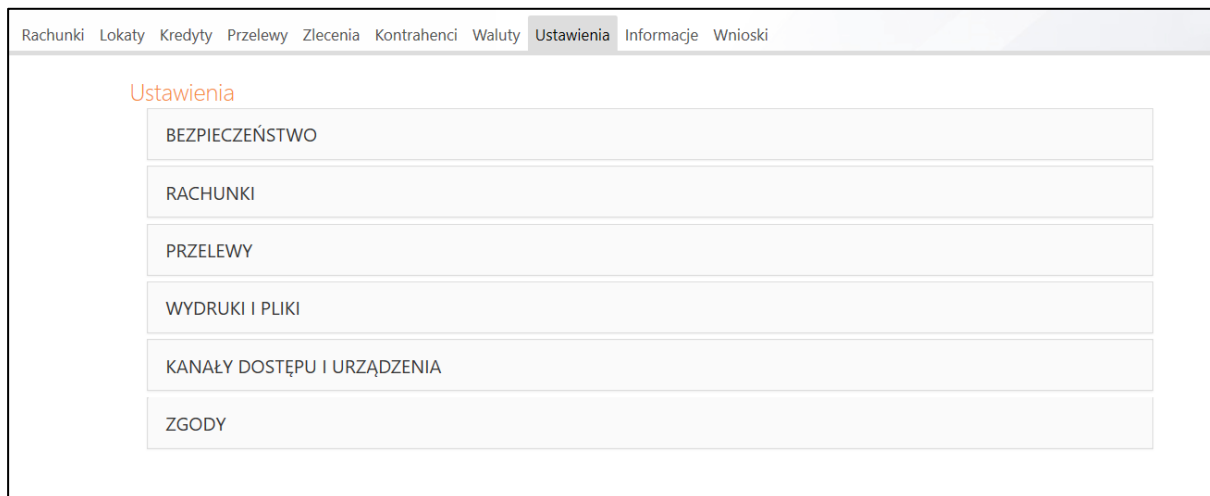 Rachunki Lokaty Kredyty Przelewy Zlecenia Kontrahenci Waluty Ustawienia Informacje Wnioski
Ustawienia
BEZPIECZEŃSTWO
RACHUNKI
PRZELEWY
WYDRUKI I PLIKI
KANAŁY DOSTĘPU I URZĄDZENIA
ZGODY